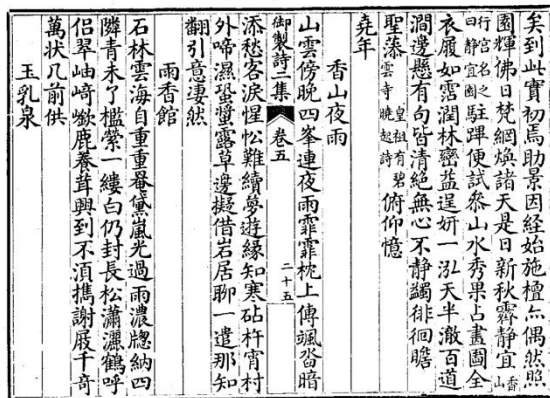 矣到此實初焉助景因經始施檀亦偶然照
園輝佛日梵網煥諸天是日新秋霽靜宜香山
行宮名之曰靜宜園駐蹕便試參山水秀果占畫圖全
衣履如霑潤林巒益逞妍一泓天半澈百道
澗邊懸有句皆清絕無心不靜蠲徘徊瞻
聖藻皇祖有碧雲寺曉起詩俯仰憶
堯年
香山夜雨
山雲傍晚四峯連夜雨霏霏枕上傳颯沓暗
御製詩二集 卷五 二十五
添愁客淚惺忪難續夢遊緣知寒砧杵宵村
外啼濕蛩螿露草邊擬借岩居聊一遣那知
翻引意凄然
雨香館
石林雲海自重重黛嵐光過雨濃牕納四
隣青未了檻縈一縷白仍封長松瀟灑鶴呼
侶翠岫崎嶔鹿養茸興到不須攜謝屐千奇
萬狀几前供
玉乳泉